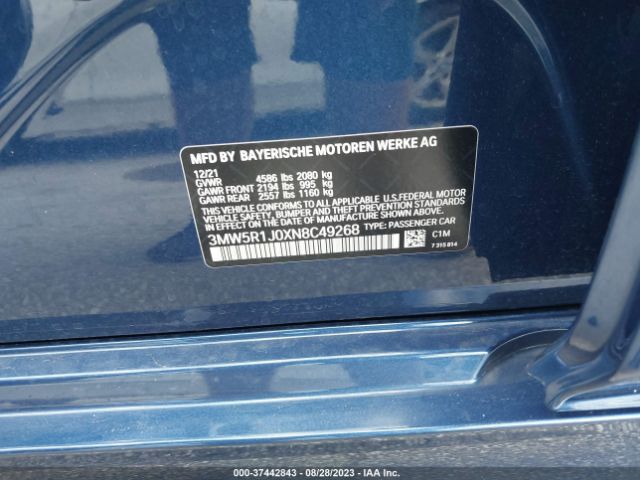 MFD BY BAYERISCHE MOTOREN WERKE AG
12/21
GVWR 4586 lbs 2080 kg
GAWR FRONT 2194 lbs 995 kg
GAWR REAR 2557 lbs 1160 kg
THIS VEHICLE CONFORMS TO ALL APPLICABLE U.S.FEDERAL MOTOR
VEHICLE SAFETY, BUMPER, AND THEFT PREVENTION STANDARDS
IN EFFECT ON THE DATE OF MANUFACTURE SHOWN ABOVE.
3MW5R1J0XN8C49268 TYPE: PASSENGER CAR
C1M
7 315 814
000-37442843 - 08/28/2023 - IAA Inc.